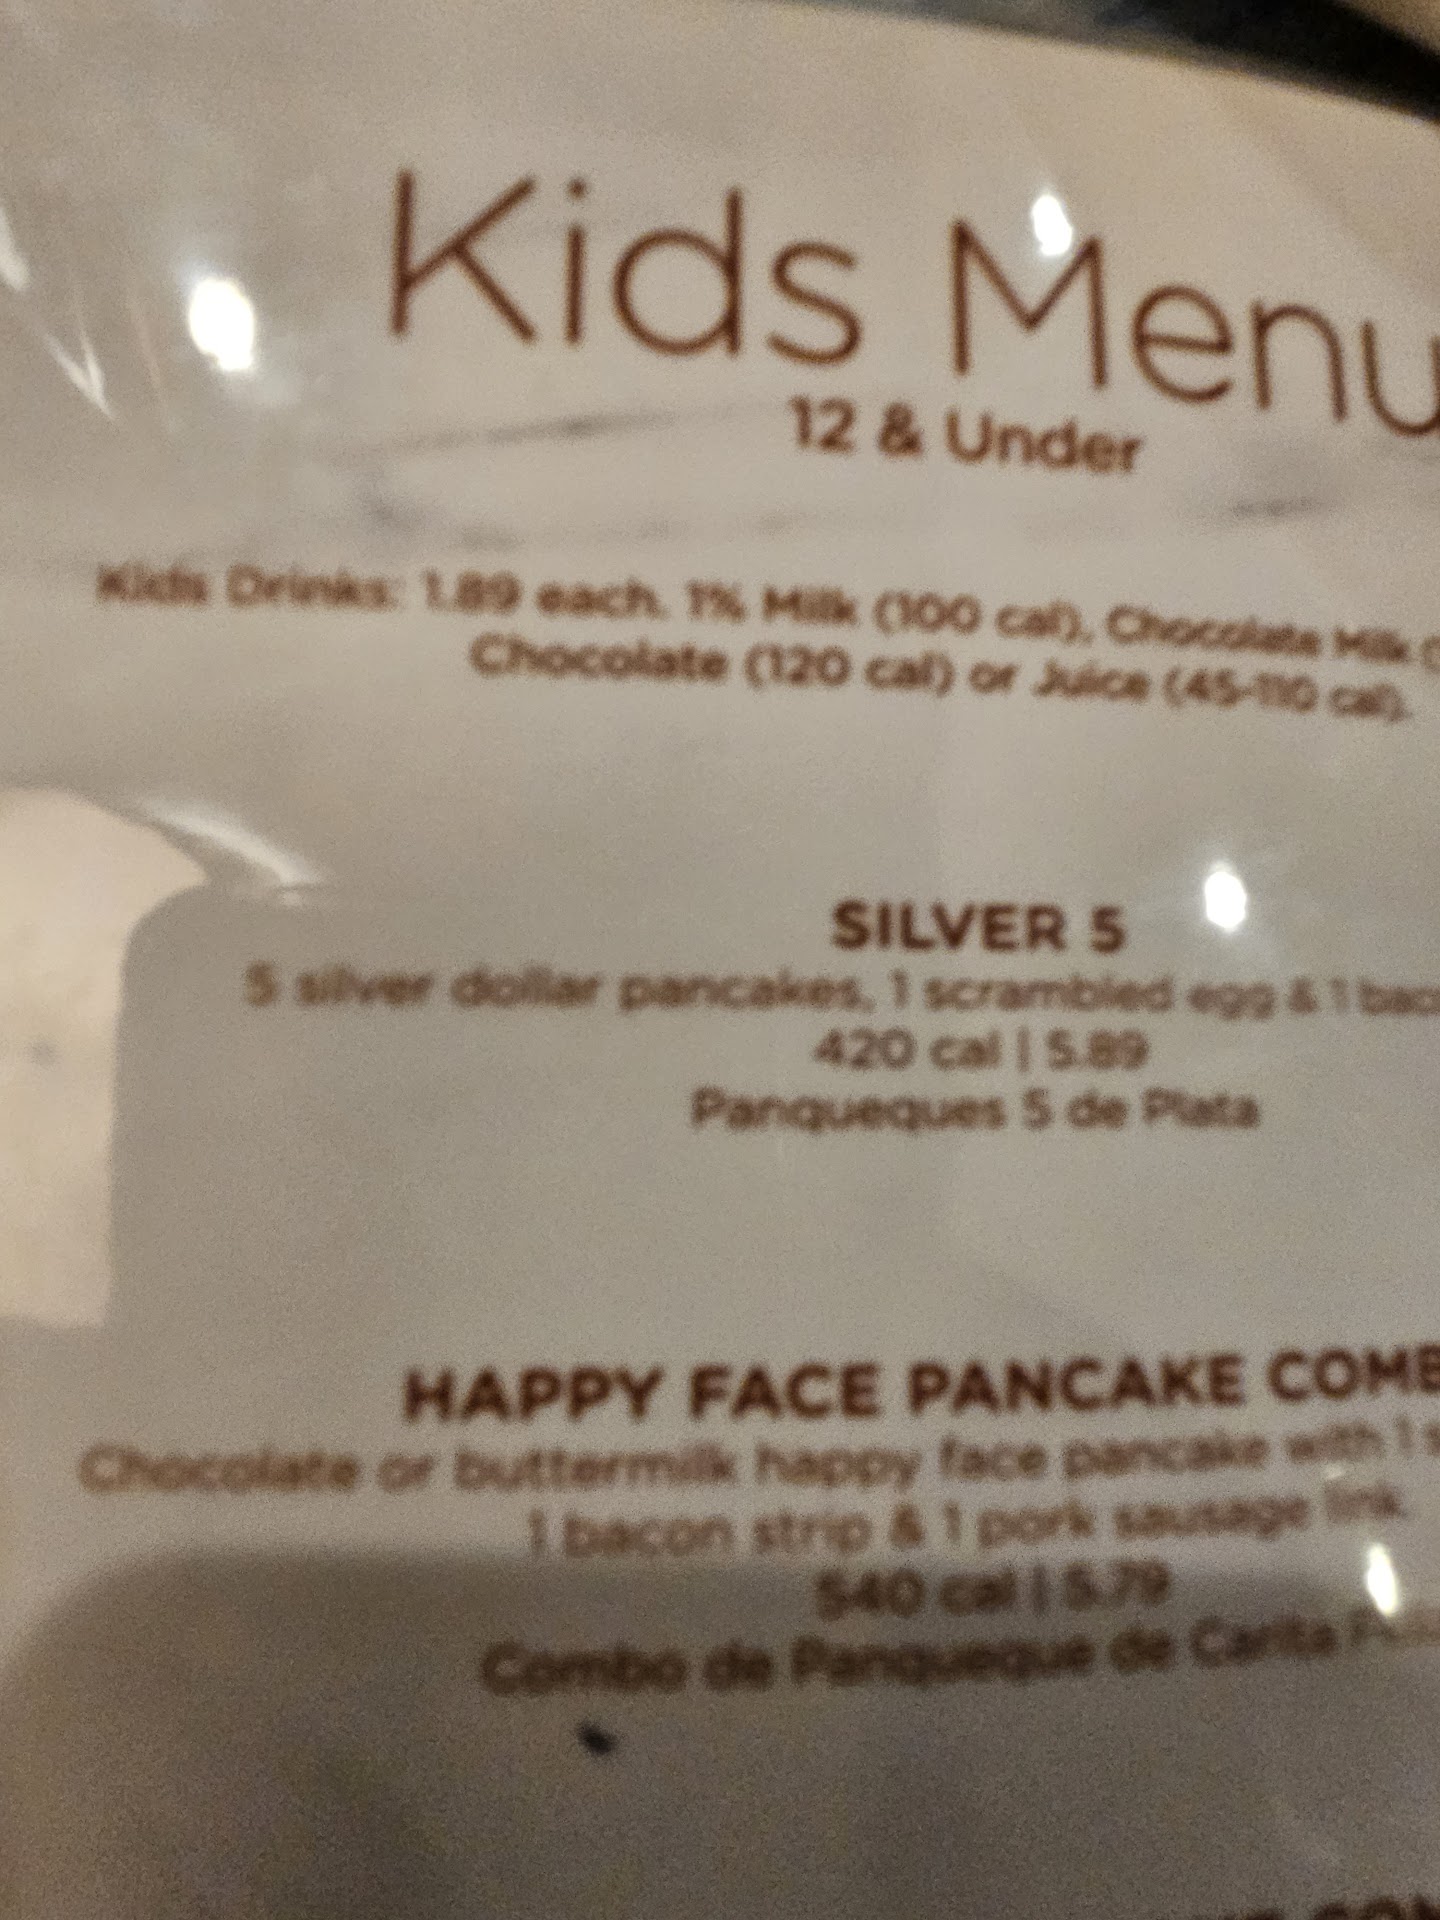 Kids Menu
12 & Under
Kids Drinks: 1.89 each. 1% Milk (100 cal), Chocolate Milk
Chocolate (120 cal) or Juice (45-110 cal).
SILVER 5
5 silver dollar pancakes, 1 scrambled egg & 1
420 cal | 5.89
Panqueques 5 de Plata
HAPPY FACE PANCAKE
Chocolate or buttermilk happy face pancake with 1
1 bacon strip & 1 pork sausage link
540 cal | 5.79
Combo de Panqueque de Carita